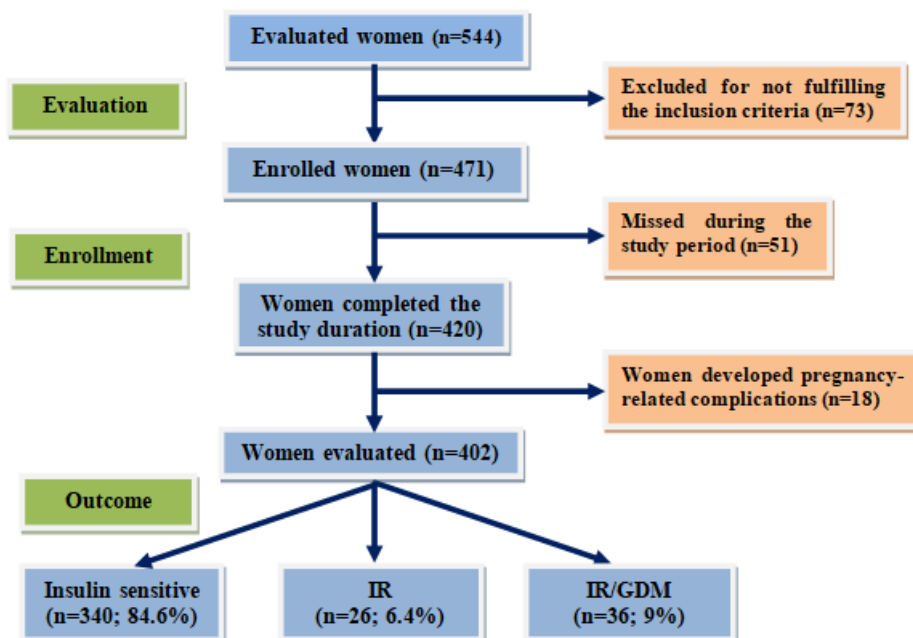 Evaluated women (n=544)
Evaluation
Excluded for not fulfilling
the inclusion criteria (n=73)
Enrolled women (n=471)
Enrollment
Missed during the
study period (n=51)
Women completed the
study duration (n=420)
Women developed pregnancy-
related complications (n=18)
Women evaluated (n=402)
Outcome
Insulin sensitive
(n=340; 84.6%)
IR
(n=26; 6.4%)
IR/GDM
(n=36; 9%)